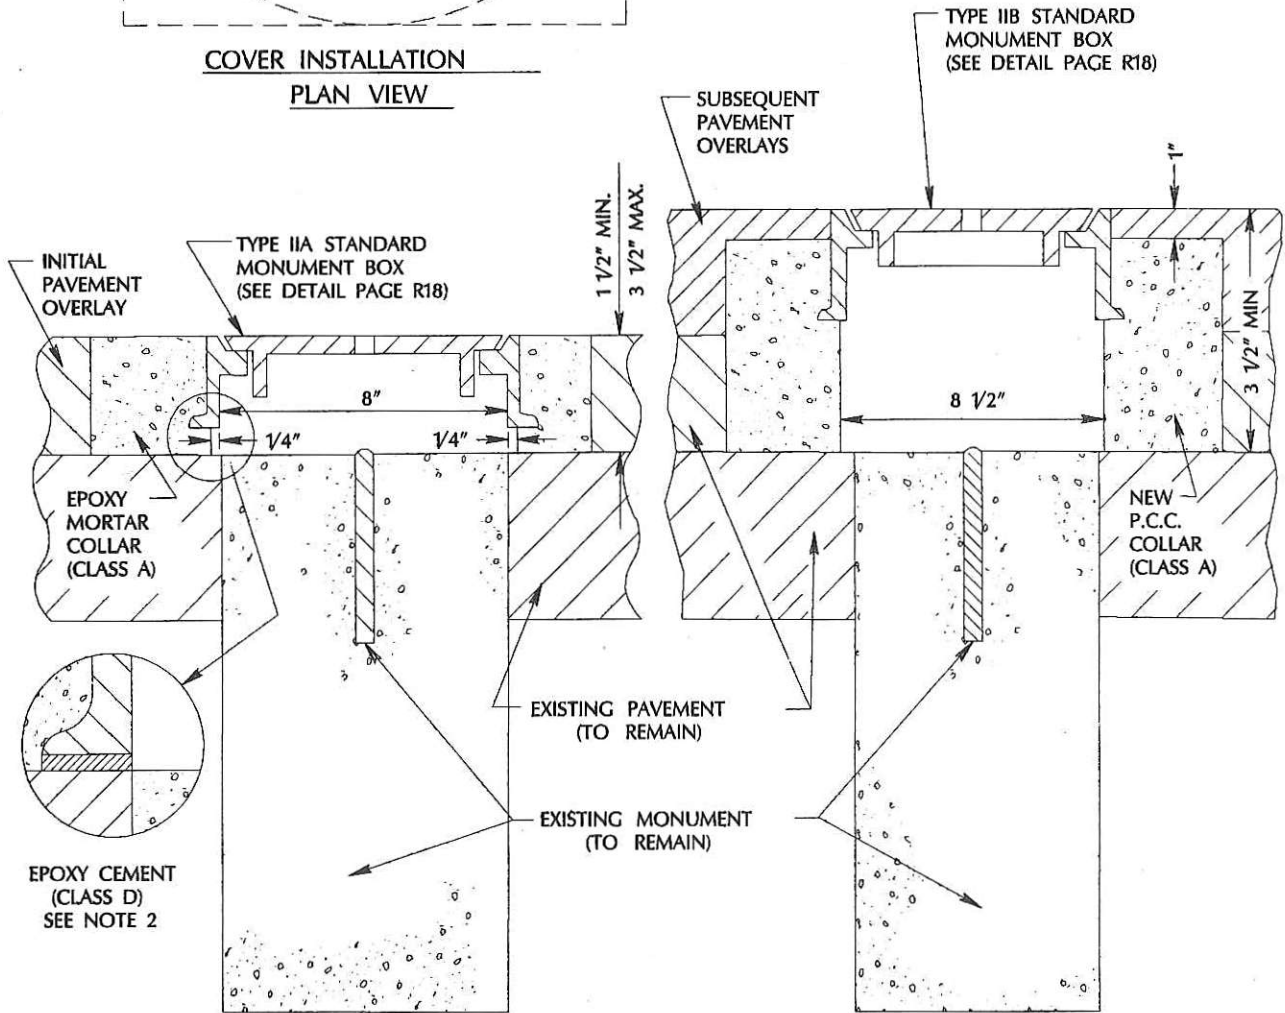 COVER INSTALLATION
PLAN VIEW
TYPE IIB STANDARD
MONUMENT BOX
(SEE DETAIL PAGE R18)
SUBSEQUENT
PAVEMENT
OVERLAYS
1"
1 1/2" MIN.
3 1/2" MAX.
TYPE IIA STANDARD
MONUMENT BOX
(SEE DETAIL PAGE R18)
INITIAL
PAVEMENT
OVERLAY
3 1/2" MIN
8"
8 1/2"
1/4"
1/4"
EPOXY
MORTAR
COLLAR
(CLASS A)
NEW
P.C.C.
COLLAR
(CLASS A)
EXISTING PAVEMENT
(TO REMAIN)
EXISTING MONUMENT
(TO REMAIN)
EPOXY CEMENT
(CLASS D)
SEE NOTE 2